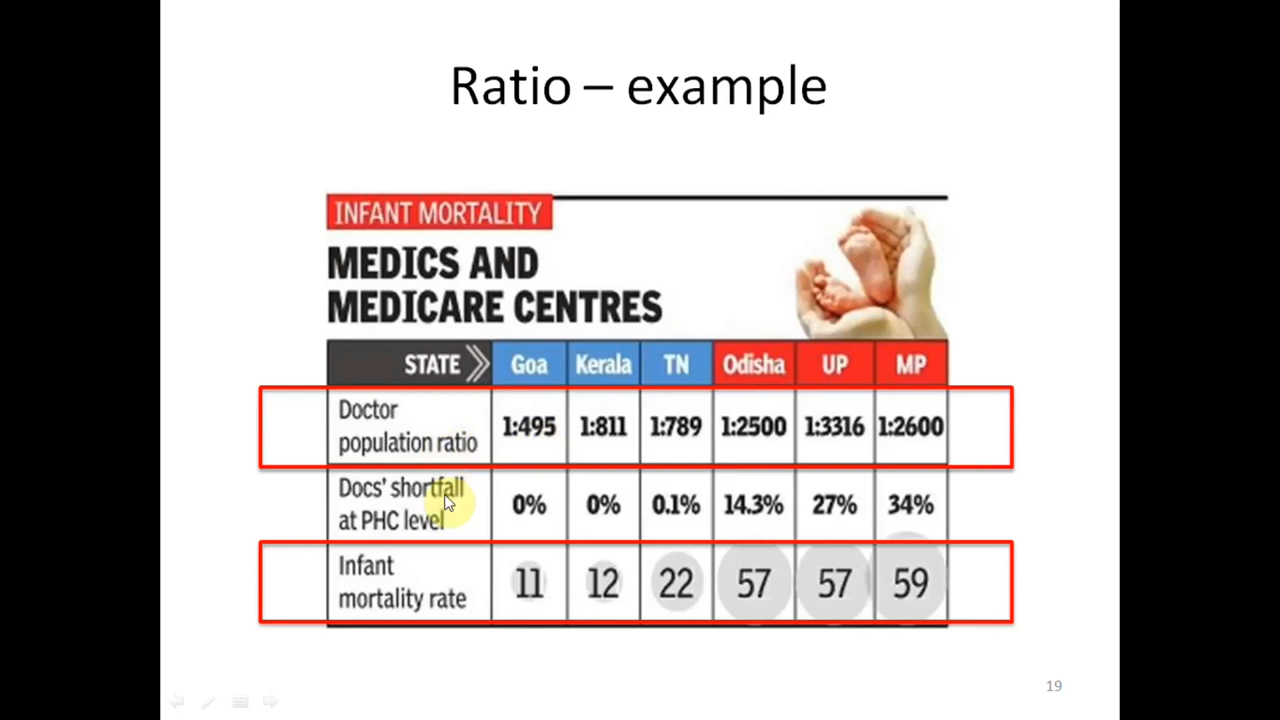 Ratio – example
INFANT MORTALITY
MEDICS AND
MEDICARE CENTRES
STATE Goa Kerala TN Odisha UP MP
Doctor
population ratio 1:495 1:811 1:789 1:2500 1:3316 1:2600
Docs' shortfall
at PHC level 0% 0% 0.1% 14.3% 27% 34%
Infant
mortality rate 11 12 22 57 57 59
19